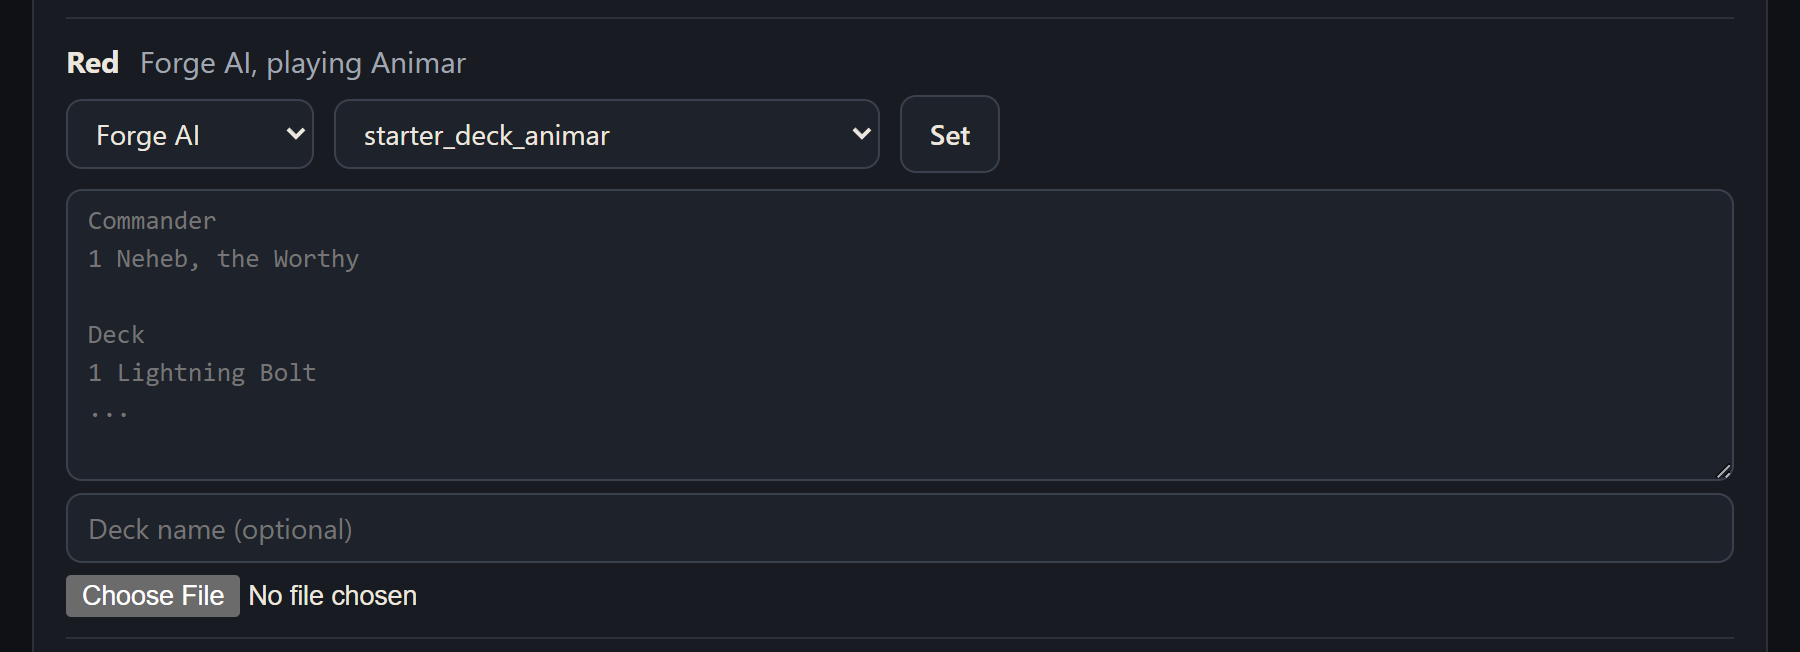 Red Forge AI, playing Animar
Forge AI starter_deck_animar Set
Commander
1 Neheb, the Worthy
Deck
1 Lightning Bolt
...
Deck name (optional)
Choose File No file chosen